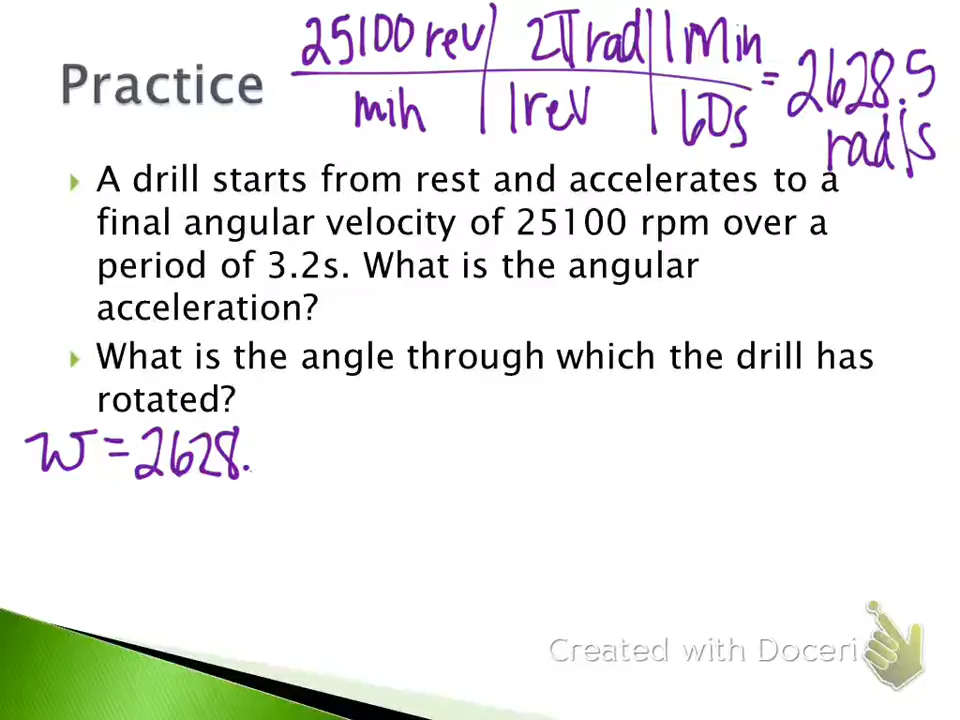 25100 rev | 2π rad | 1 min
Practice
min | 1 rev | 60s
= 2628.5
rad/s
A drill starts from rest and accelerates to a
final angular velocity of 25100 rpm over a
period of 3.2s. What is the angular
acceleration?
What is the angle through which the drill has
rotated?
W = 2628.
Created with Doceri